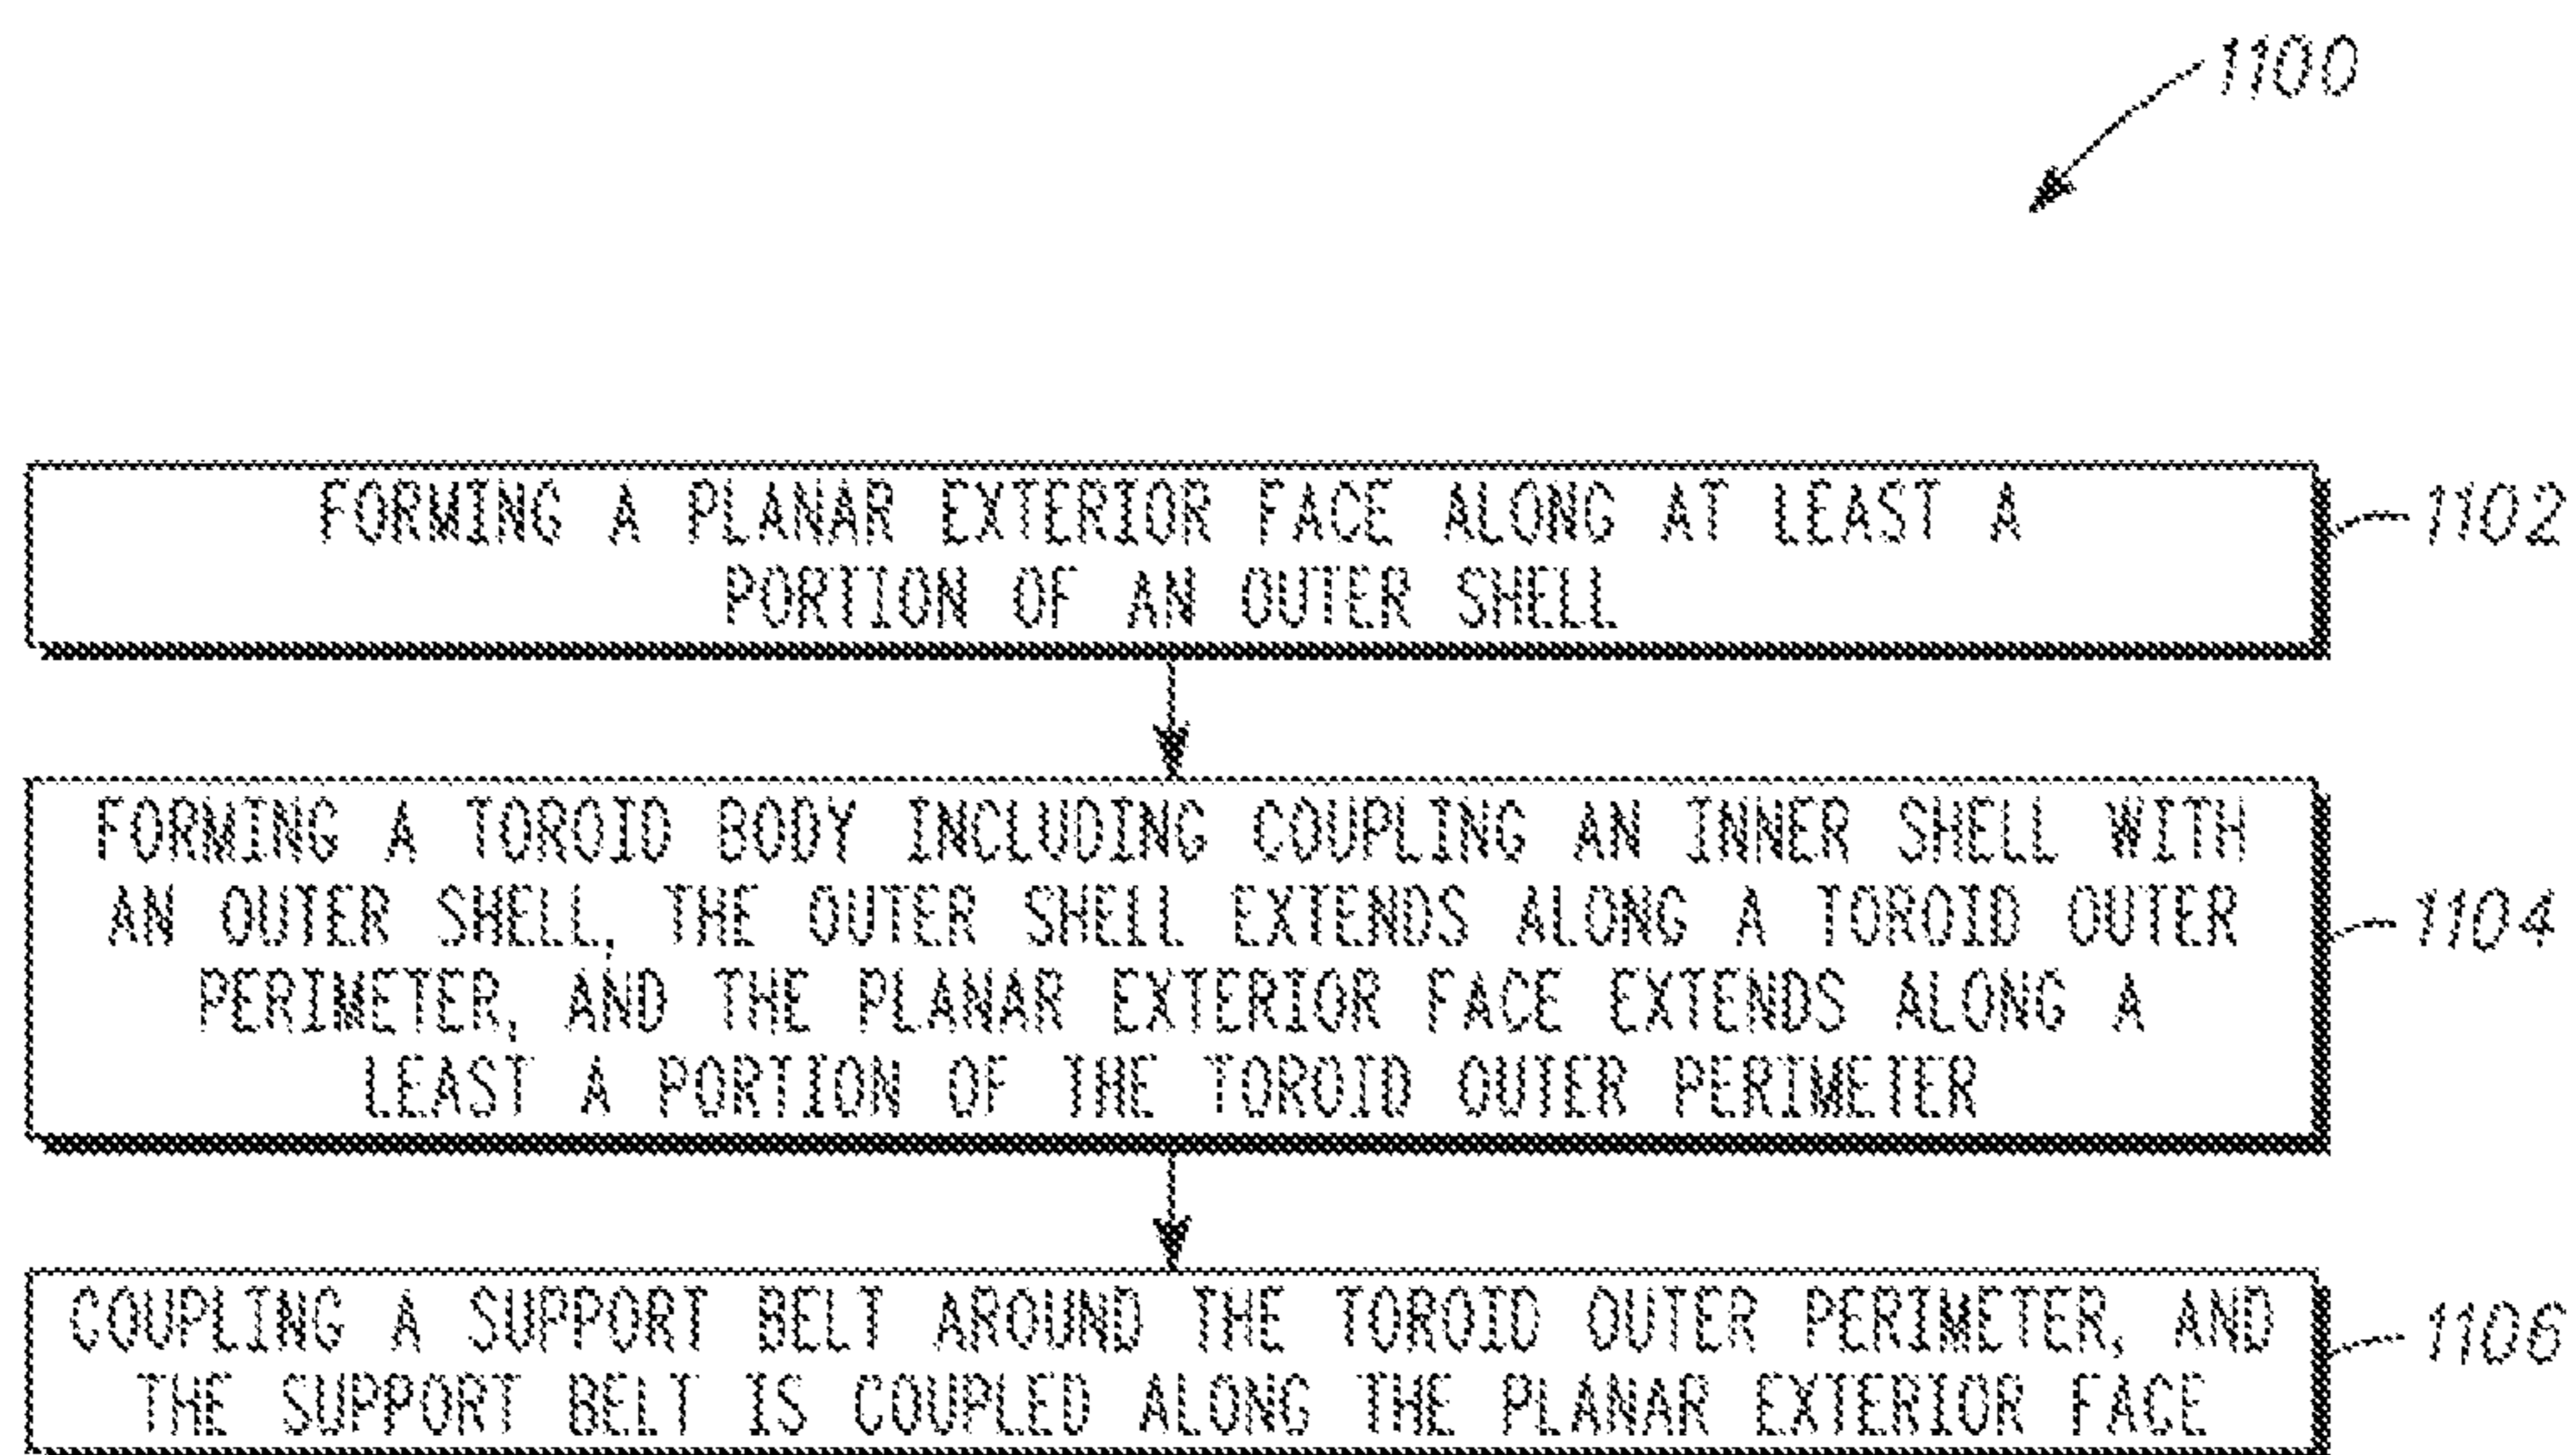 1100
FORMING A PLANAR EXTERIOR FACE ALONG AT LEAST A
PORTION OF AN OUTER SHELL
1102
FORMING A TOROID BODY INCLUDING COUPLING AN INNER SHELL WITH
AN OUTER SHELL, THE OUTER SHELL EXTENDS ALONG A TOROID OUTER
PERIMETER, AND THE PLANAR EXTERIOR FACE EXTENDS ALONG A
LEAST A PORTION OF THE TOROID OUTER PERIMETER
1104
COUPLING A SUPPORT BELT AROUND THE TOROID OUTER PERIMETER, AND
THE SUPPORT BELT IS COUPLED ALONG THE PLANAR EXTERIOR FACE
1106